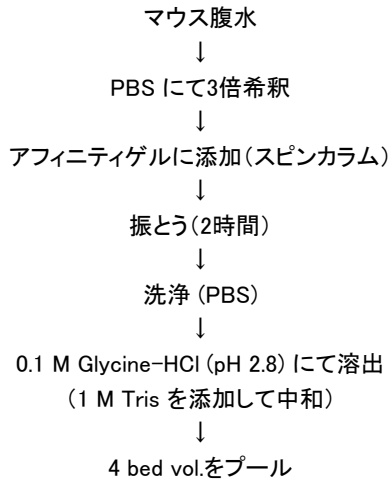 マウス腹水
↓
PBS にて3倍希釈
↓
アフィニティゲルに添加(スピンカラム)
↓
振とう(2時間)
↓
洗浄 (PBS)
↓
0.1 M Glycine-HCl (pH 2.8) にて溶出
(1 M Tris を添加して中和)
↓
4 bed vol.をプール